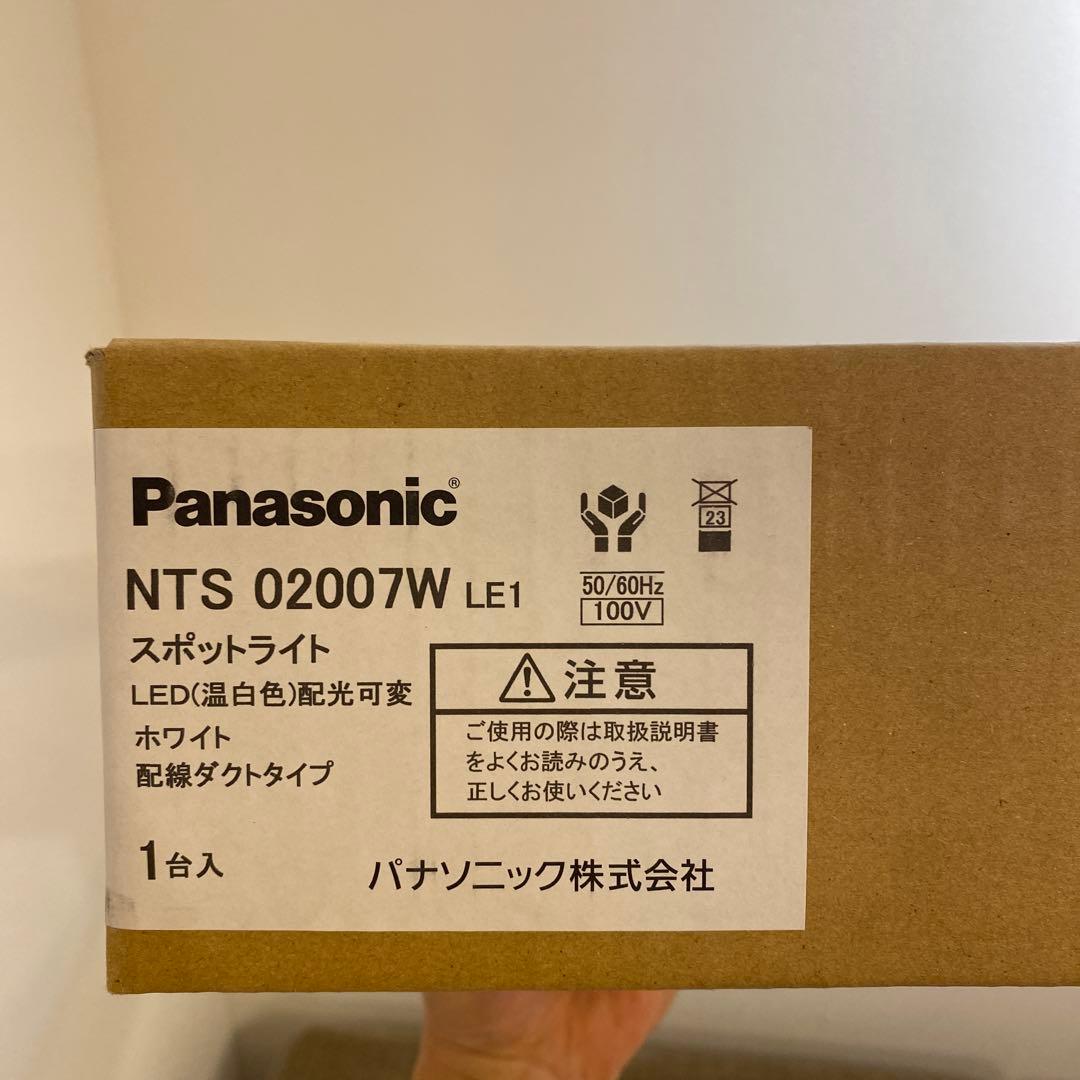 Panasonic®
NTS 02007W LE1
スポットライト
LED(温白色)配光可変
ホワイト
配線ダクトタイプ
1台入
23
50/60Hz
100V
注意
ご使用の際は取扱説明書
をよくお読みのうえ、
正しくお使いください
パナソニック株式会社